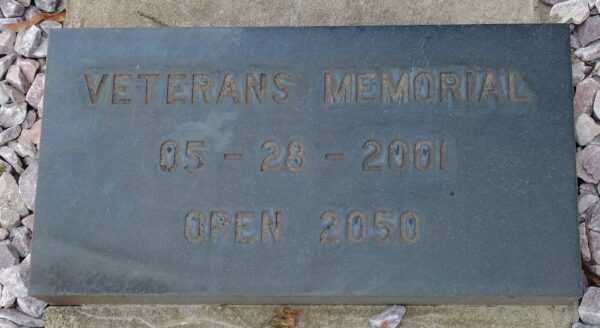 VETERANS MEMORIAL
05-28-2001
OPEN 2050